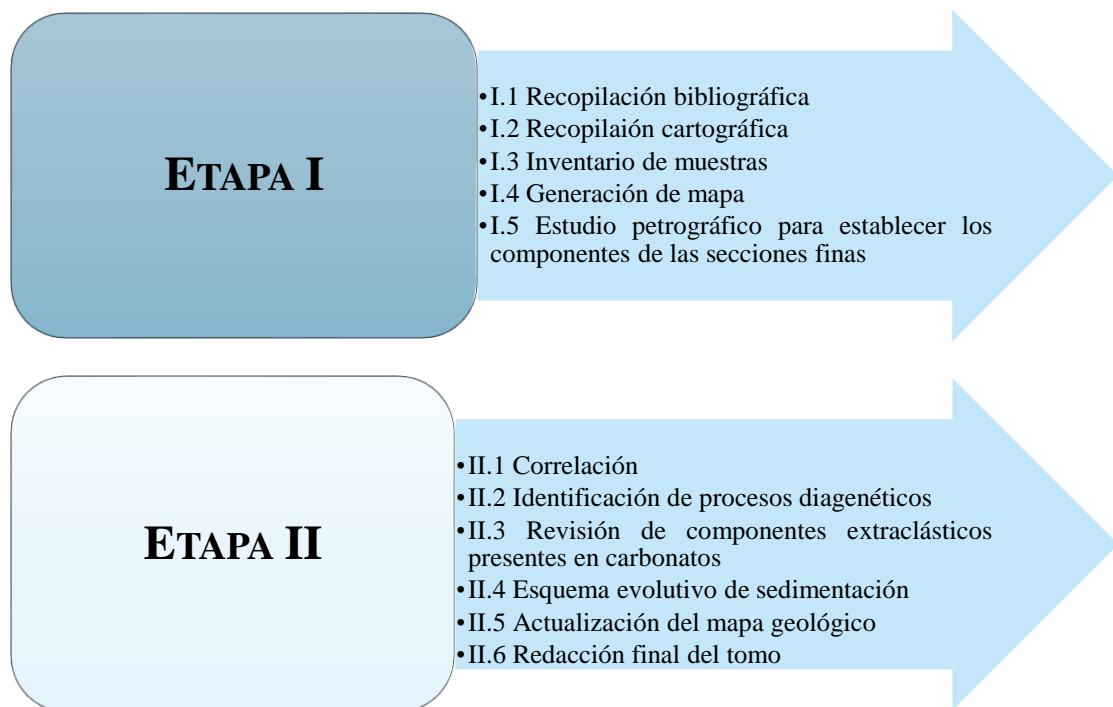 ETAPA I
•I.1 Recopilación bibliográfica
•I.2 Recopilaión cartográfica
•I.3 Inventario de muestras
•I.4 Generación de mapa
•I.5 Estudio petrográfico para establecer los
componentes de las secciones finas
ETAPA II
•II.1 Correlación
•II.2 Identificación de procesos diagenéticos
•II.3 Revisión de componentes extraclásticos
presentes en carbonatos
•II.4 Esquema evolutivo de sedimentación
•II.5 Actualización del mapa geológico
•II.6 Redacción final del tomo